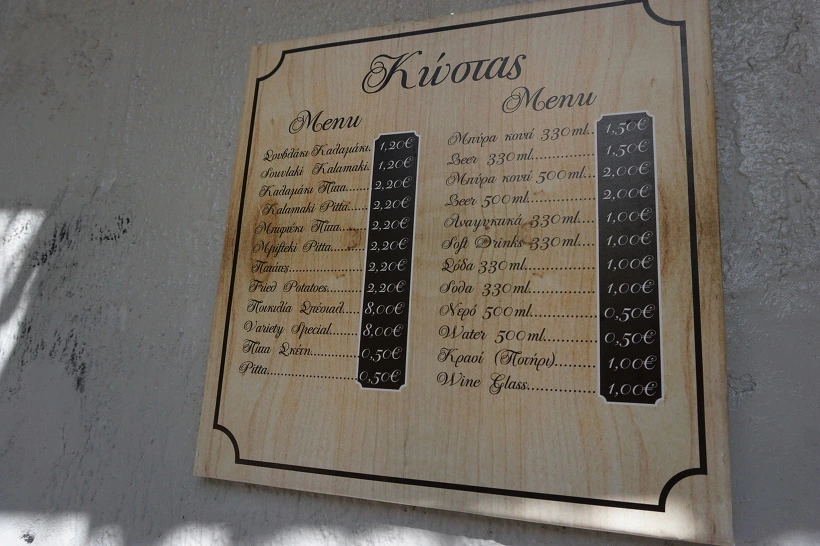 Κώστας
Menu
Σουβλάκι Καλαμάκι. 1,20€
Souvlaki Kalamaki. 1,20€
Καλαμάκι Πίτα...... 2,20€
Kalamaki Pitta...... 2,20€
Μπιφτέκι Πίτα....... 2,20€
Mpifteki Pitta....... 2,20€
Πατάτες................. 2,20€
Fried Potatoes........ 2,20€
Ποικιλία Σπέσιαλ.... 8,00€
Variety Special....... 8,00€
Πίτα Σκέτη........... 0,50€
Pitta..................... 0,50€
Menu
Μπύρα κουτί 330ml.. 1,50€
Beer 330ml............. 1,50€
Μπύρα κουτί 500ml... 2,00€
Beer 500ml.............. 2,00€
Αναψυκτικά 330ml.... 1,00€
Soft Drinks 330ml.... 1,00€
Σόδα 330ml.............. 1,00€
Soda 330ml.............. 1,00€
Νερό 500ml............. 0,50€
Water 500ml........... 0,50€
Κρασί (Ποτήρι)......... 1,00€
Wine Glass.............. 1,00€